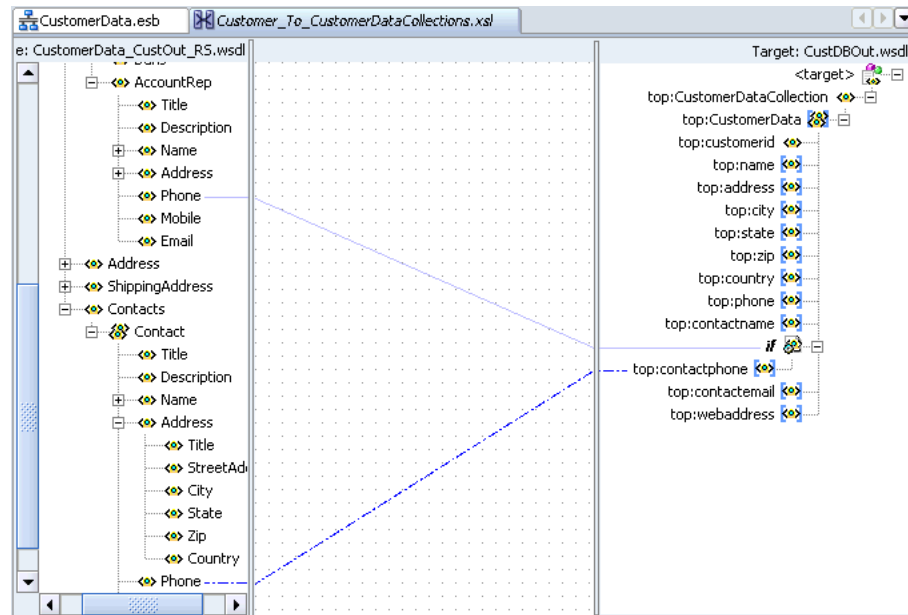 CustomerData.esb
Customer_To_CustomerDataCollections.xsl
e: CustomerData_CustOut_RS.wsdl
AccountRep
Title
Description
Name
Address
Phone
Mobile
Email
Address
ShippingAddress
Contacts
Contact
Title
Description
Name
Address
Title
StreetAd
City
State
Zip
Country
Phone
Target: CustDBOut.wsdl
<target>
top:CustomerDataCollection
top:CustomerData
top:customerid
top:name
top:address
top:city
top:state
top:zip
top:country
top:phone
top:contactname
if
top:contactphone
top:contactemail
top:webaddress